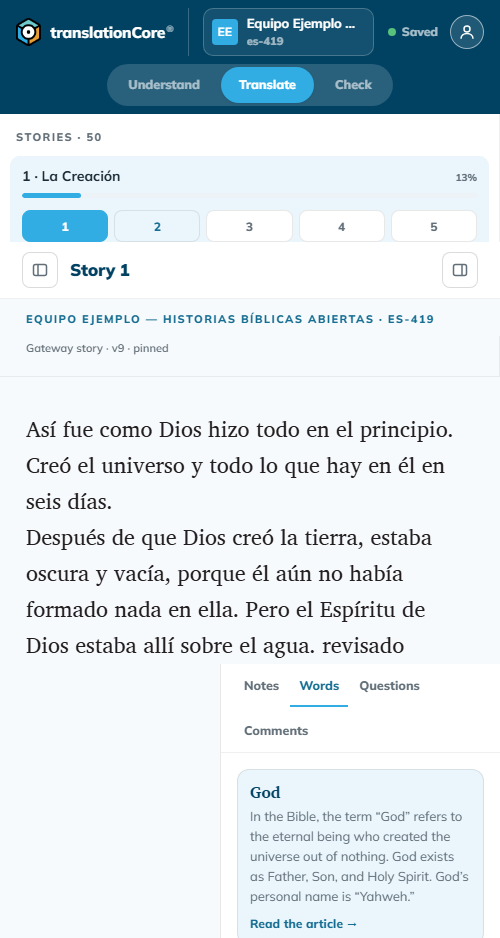 translationCore®
EE
Equipo Ejemplo ...
es-419
Saved
Understand
Translate
Check
STORIES · 50
1 · La Creación
13%
1
2
3
4
5
Story 1
EQUIPO EJEMPLO — HISTORIAS BÍBLICAS ABIERTAS · ES-419
Gateway story · v9 · pinned
Así fue como Dios hizo todo en el principio.
Creó el universo y todo lo que hay en él en
seis días.
Después de que Dios creó la tierra, estaba
oscura y vacía, porque él aún no había
formado nada en ella. Pero el Espíritu de
Dios estaba allí sobre el agua. revisado
Notes
Words
Questions
Comments
God
In the Bible, the term “God” refers to
the eternal being who created the
universe out of nothing. God exists
as Father, Son, and Holy Spirit. God’s
personal name is “Yahweh.”
Read the article →